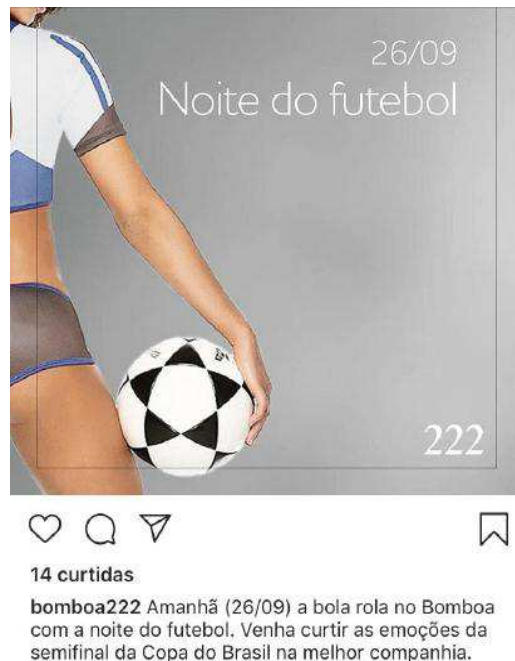 26/09
Noite do futebol
222
14 curtidas
bomboa222 Amanhã (26/09) a bola rola no Bomboa
com a noite do futebol. Venha curtir as emoções da
semifinal da Copa do Brasil na melhor companhia.